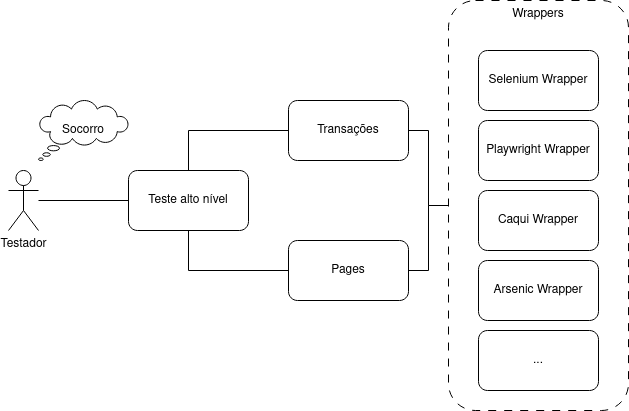 Wrappers
Selenium Wrapper
Socorro
Transações
Playwright Wrapper
Teste alto nível
Caqui Wrapper
Testador
Pages
Arsenic Wrapper
...